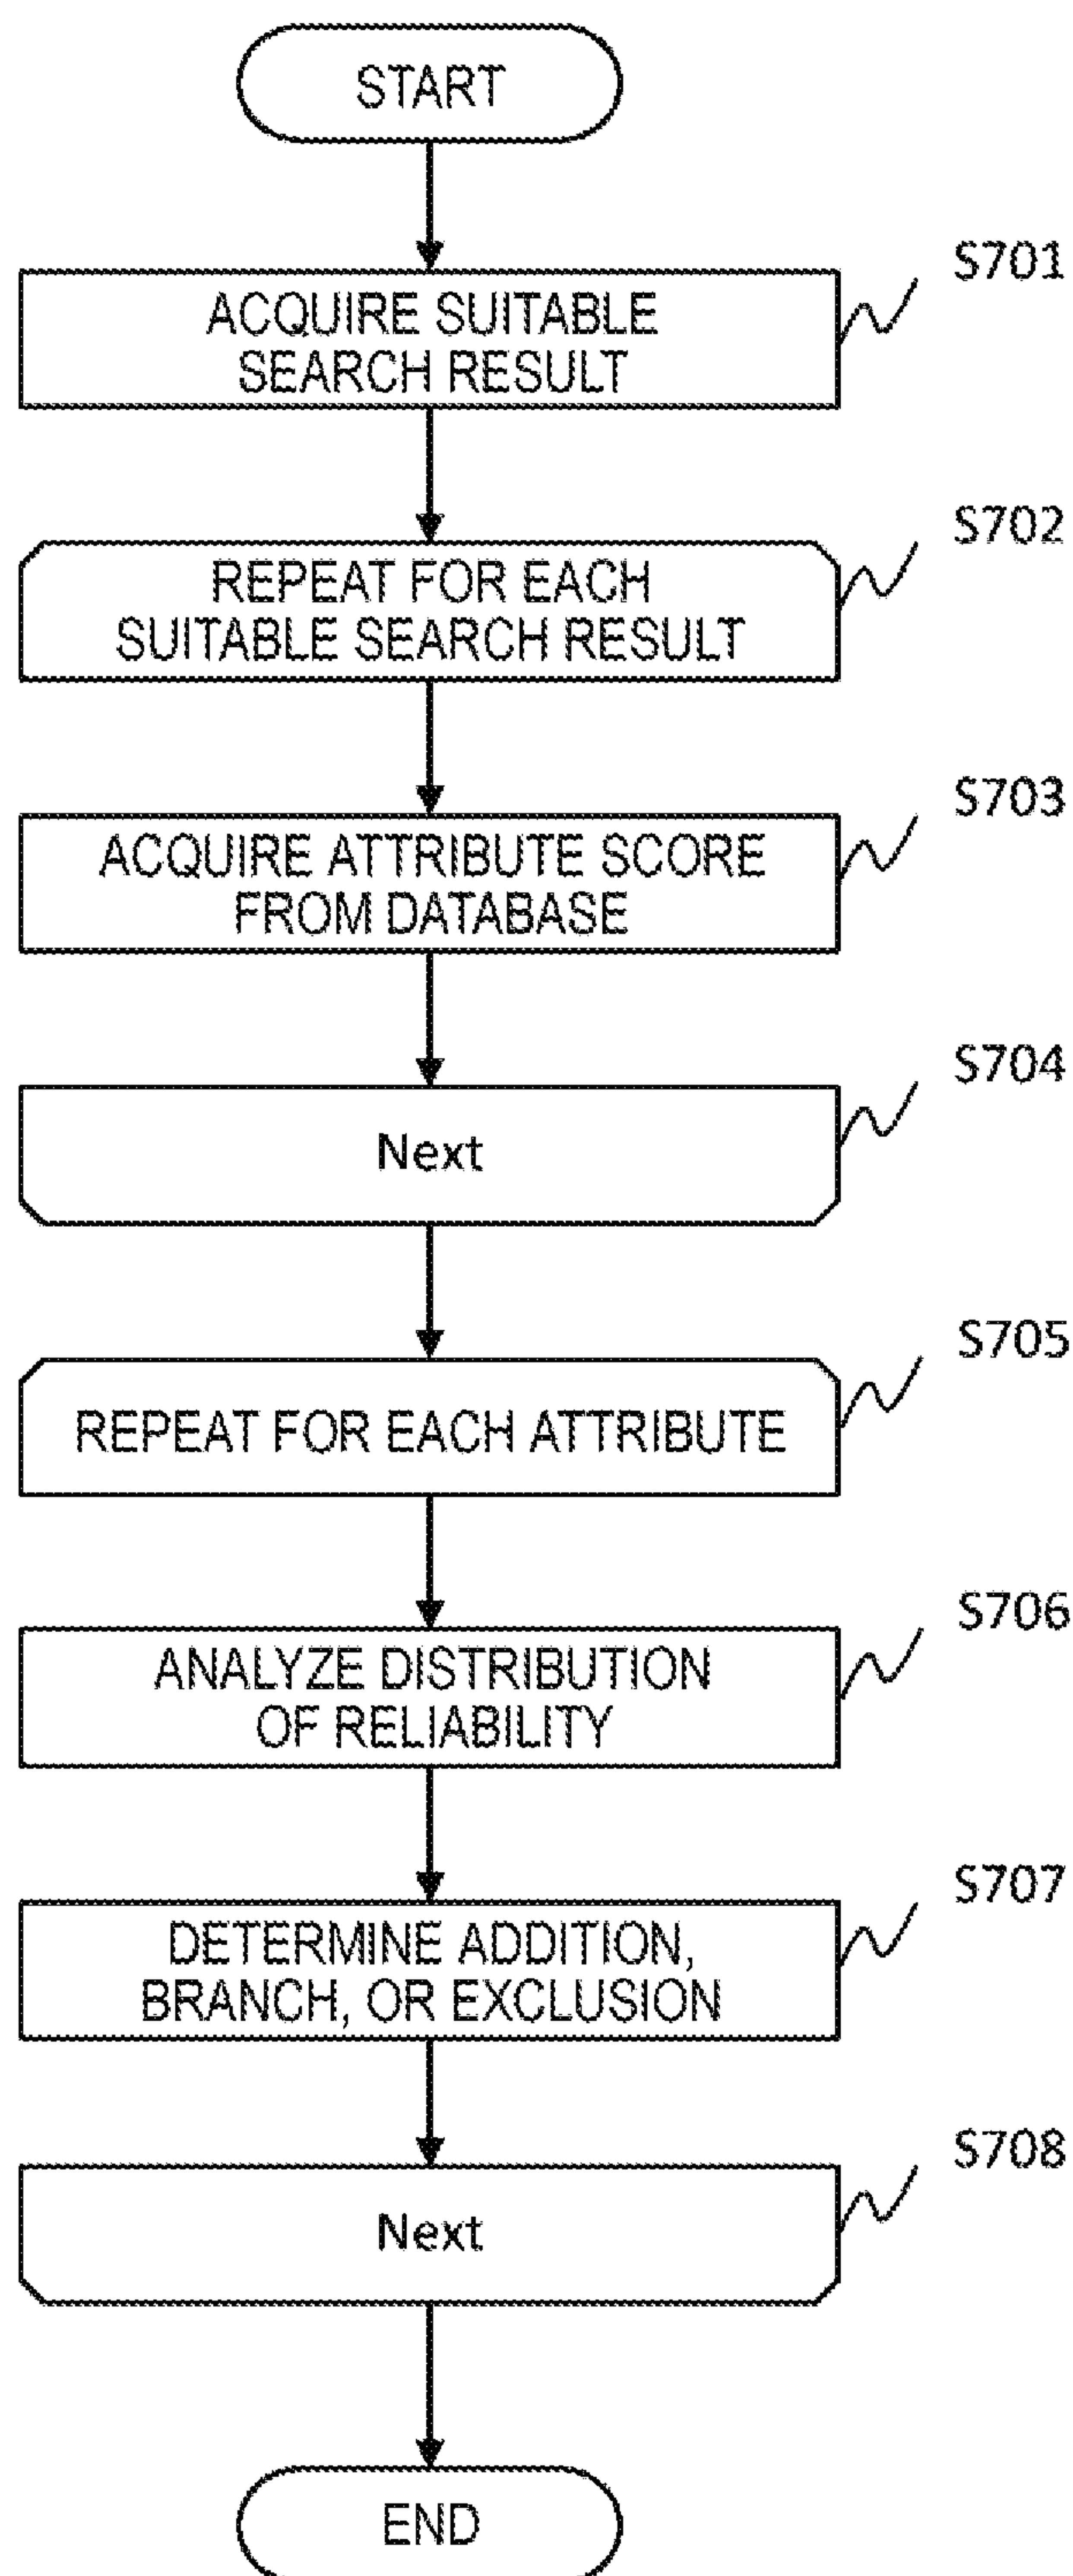 START
S701
ACQUIRE SUITABLE
SEARCH RESULT
S702
REPEAT FOR EACH
SUITABLE SEARCH RESULT
S703
ACQUIRE ATTRIBUTE SCORE
FROM DATABASE
S704
Next
S705
REPEAT FOR EACH ATTRIBUTE
S706
ANALYZE DISTRIBUTION
OF RELIABILITY
S707
DETERMINE ADDITION,
BRANCH, OR EXCLUSION
S708
Next
END